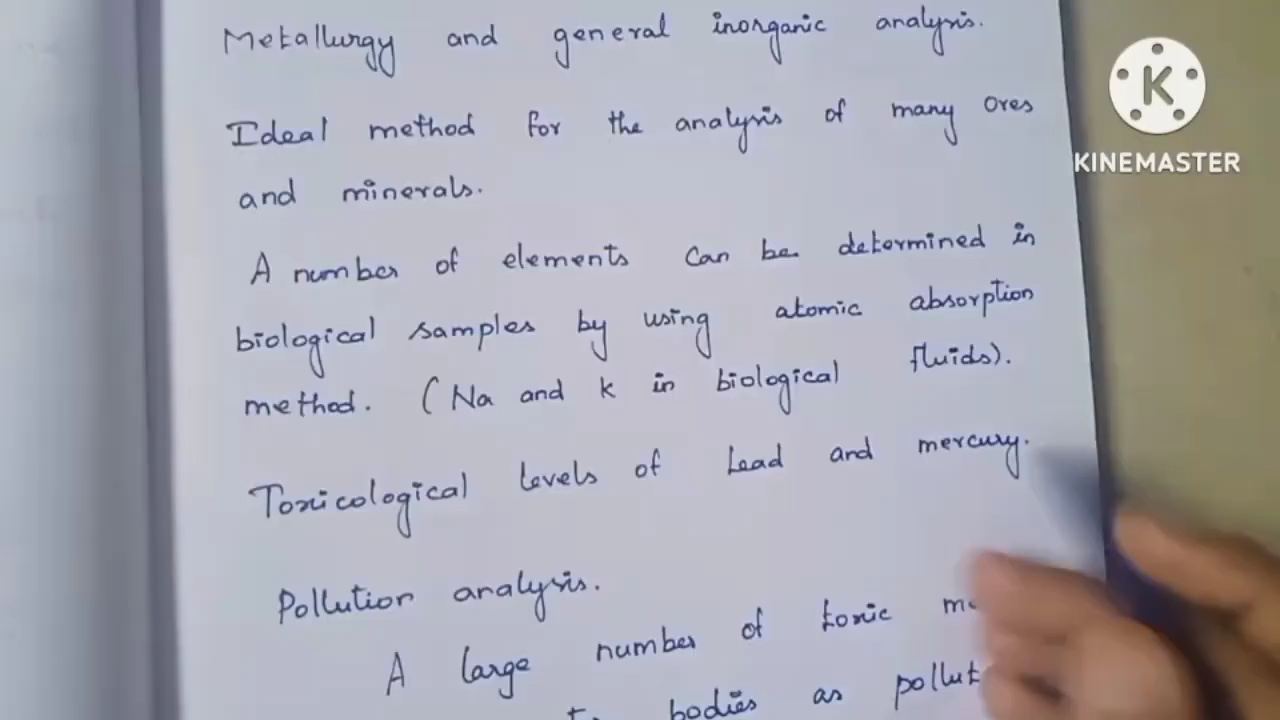 Metallurgy and general inorganic analysis.
K
KINEMASTER
Ideal method for the analysis of many ores
and minerals.
A number of elements can be determined in
biological samples by using atomic absorption
method. (Na and K in biological fluids).
Toxicological levels of Lead and mercury.
Pollution analysis.
A large number of toxic
bodies as